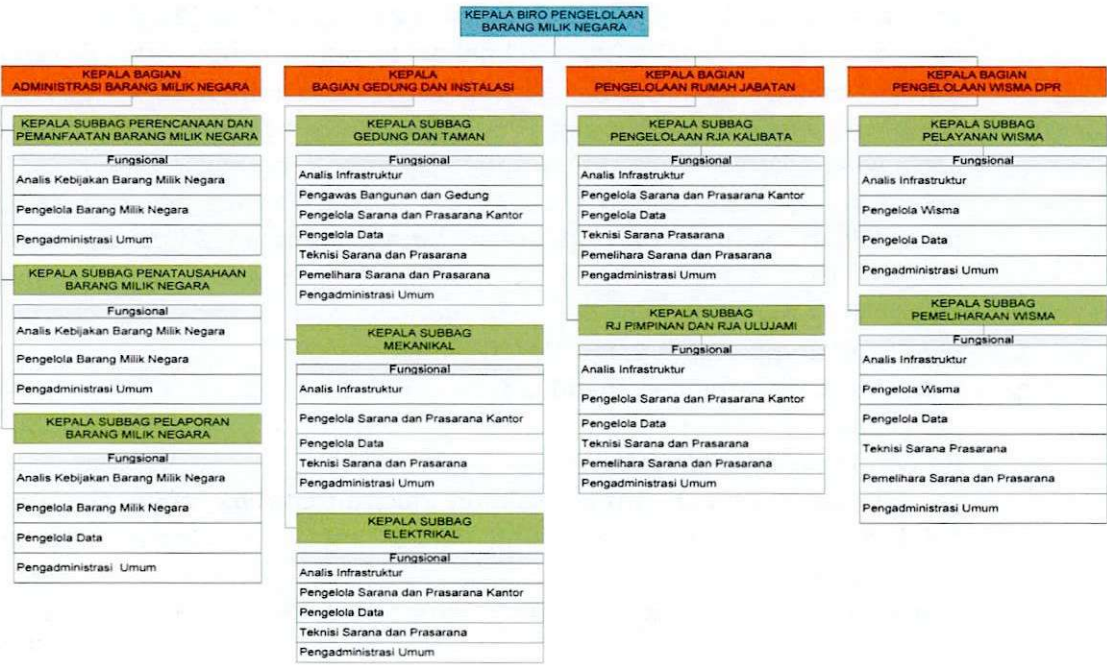 KEPALA BIRO PENGELOLAAN
BARANG MILIK NEGARA
KEPALA BAGIAN
ADMINISTRASI BARANG MILIK NEGARA
KEPALA SUBBAG PERENCANAAN DAN
PEMANFAATAN BARANG MILIK NEGARA
Fungsional
Analis Kebijakan Barang Milik Negara
Pengelola Barang Milik Negara
Pengadministrasi Umum
KEPALA SUBBAG PENATAUSAHAAN
BARANG MILIK NEGARA
Fungsional
Analis Kebijakan Barang Milik Negara
Pengelola Barang Milik Negara
Pengadministrasi Umum
KEPALA SUBBAG PELAPORAN
BARANG MILIK NEGARA
Fungsional
Analis Kebijakan Barang Milik Negara
Pengelola Barang Milik Negara
Pengelola Data
Pengadministrasi Umum
KEPALA
BAGIAN GEDUNG DAN INSTALASI
KEPALA SUBBAG
GEDUNG DAN TAMAN
Fungsional
Analis Infrastruktur
Pengawas Bangunan dan Gedung
Pengelola Sarana dan Prasarana Kantor
Pengelola Data
Teknisi Sarana dan Prasarana
Pemelihara Sarana dan Prasarana
Pengadministrasi Umum
KEPALA SUBBAG
MEKANIKAL
Fungsional
Analis Infrastruktur
Pengelola Sarana dan Prasarana Kantor
Pengelola Data
Teknisi Sarana dan Prasarana
Pengadministrasi Umum
KEPALA SUBBAG
ELEKTRIKAL
Fungsional
Analis Infrastruktur
Pengelola Sarana dan Prasarana Kantor
Pengelola Data
Teknisi Sarana dan Prasarana
Pengadministrasi Umum
KEPALA BAGIAN
PENGELOLAAN RUMAH JABATAN
KEPALA SUBBAG
PENGELOLAAN RJA KALIBATA
Fungsional
Analis Infrastruktur
Pengelola Sarana dan Prasarana Kantor
Pengelola Data
Teknisi Sarana Prasarana
Pemelihara Sarana dan Prasarana
Pengadministrasi Umum
KEPALA SUBBAG
RJ PIMPINAN DAN RJA ULUJAMI
Fungsional
Analis Infrastruktur
Pengelola Sarana dan Prasarana Kantor
Pengelola Data
Teknisi Sarana dan Prasarana
Pemelihara Sarana dan Prasarana
Pengadministrasi Umum
KEPALA BAGIAN
PENGELOLAAN WISMA DPR
KEPALA SUBBAG
PELAYANAN WISMA
Fungsional
Analis Infrastruktur
Pengelola Wisma
Pengelola Data
Pengadministrasi Umum
KEPALA SUBBAG
PEMELIHARAAN WISMA
Fungsional
Analis Infrastruktur
Pengelola Wisma
Pengelola Data
Teknisi Sarana Prasarana
Pemelihara Sarana dan Prasarana
Pengadministrasi Umum